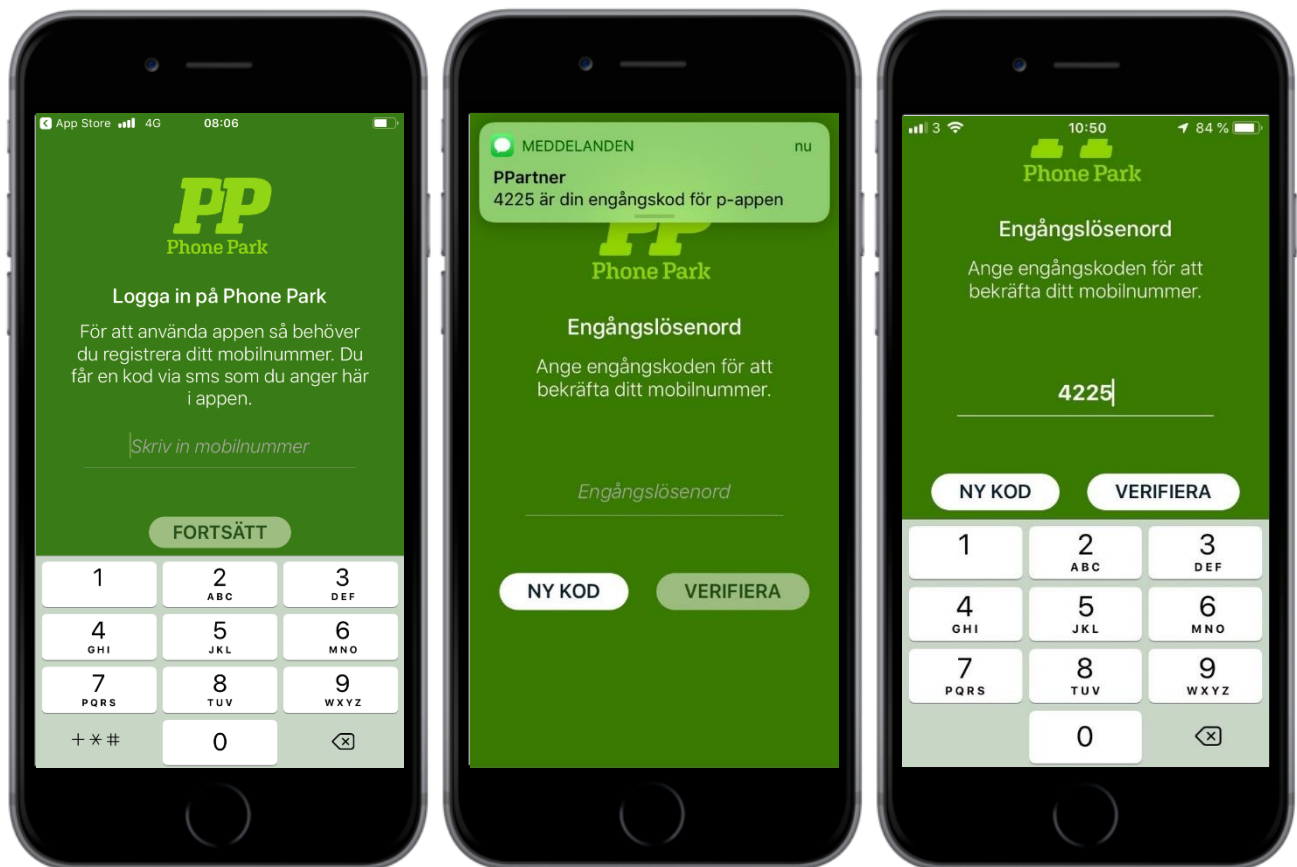 App Store 4G 08:06
PP
Phone Park
Logga in på Phone Park
För att använda appen så behöver
du registrera ditt mobilnummer. Du
får en kod via sms som du anger här
i appen.
Skriv in mobilnummer
FORTSÄTT
1 2 3
ABC DEF
4 5 6
GHI JKL MNO
7 8 9
PQRS TUV WXYZ
+*# 0
MEDDELANDEN nu
PPartner
4225 är din engångskod för p-appen
PP
Phone Park
Engångslösenord
Ange engångskoden för att
bekräfta ditt mobilnummer.
Engångslösenord
NY KOD VERIFIERA
3 10:50 84 %
Phone Park
Engångslösenord
Ange engångskoden för att
bekräfta ditt mobilnummer.
4225
NY KOD VERIFIERA
1 2 3
ABC DEF
4 5 6
GHI JKL MNO
7 8 9
PQRS TUV WXYZ
0